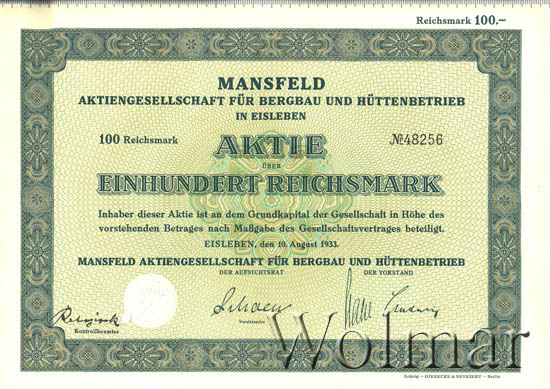 Reichsmark 100.–
MANSFELD
AKTIENGESELLSCHAFT FÜR BERGBAU UND HÜTTENBETRIEB
IN EISLEBEN
100 Reichsmark AKTIE № 48256
ÜBER
EINHUNDERT REICHSMARK
Inhaber dieser Aktie ist an dem Grundkapital der Gesellschaft in Höhe des
vorstehenden Betrages nach Maßgabe des Gesellschaftsvertrages beteiligt.
EISLEBEN, den 10. August 1933.
MANSFELD AKTIENGESELLSCHAFT FÜR BERGBAU UND HÜTTENBETRIEB
DER AUFSICHTSRAT DER VORSTAND
Vorsitzender
Kontrollbeamter
Wolmar
Leipzig – GIESECKE & DEVRIENT – Berlin